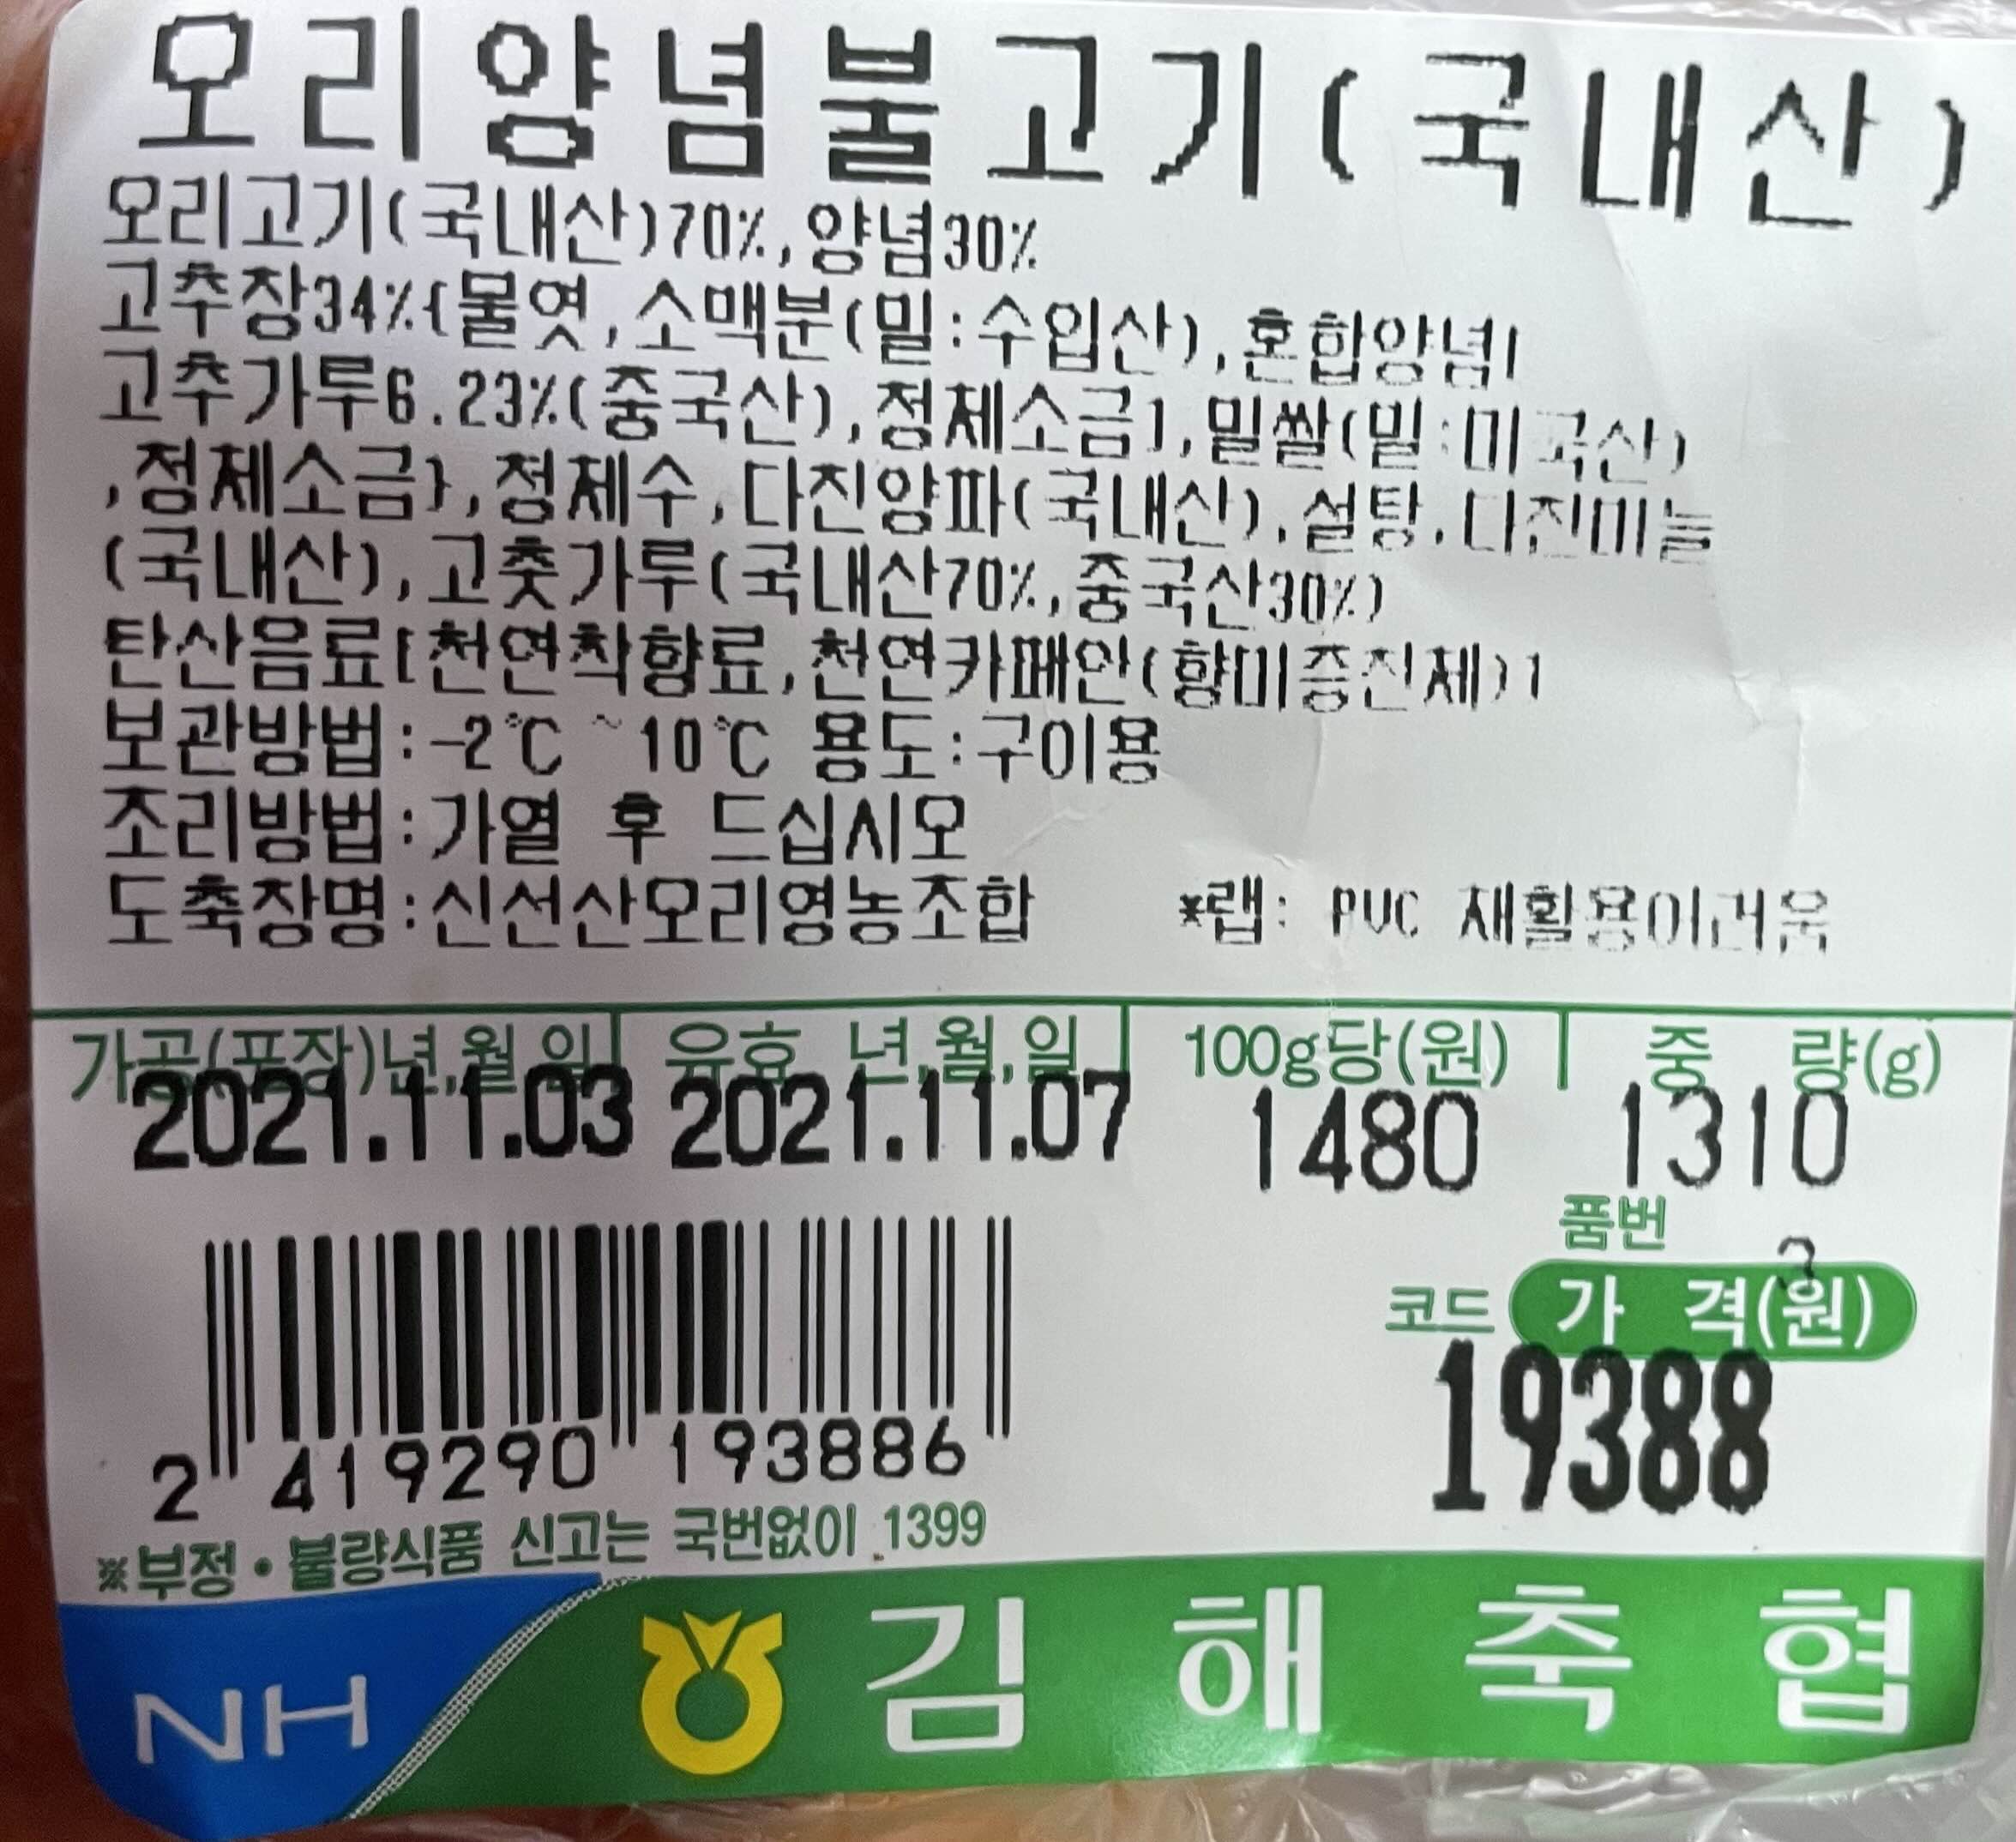 오리양념불고기(국내산)
오리고기(국내산)70%,양념30%
고추장34%{물엿,소맥분(밀:수입산),혼합양념[
고추가루6.23%(중국산),정제소금],밀쌀(밀:미국산)
,정제소금},정제수,다진양파(국내산),설탕,다진마늘
(국내산),고춧가루(국내산70%,중국산30%)
탄산음료[천연착향료,천연카페인(향미증진제)]
보관방법:-2℃ ~10℃ 용도:구이용
조리방법:가열 후 드십시오
도축장명:신선산오리영농조합 *랩: PVC 재활용어려움
가공(포장)년,월,일 유효 년,월,일 100g당(원) 중 량(g)
2021.11.03 2021.11.07 1480 1310
품번
3
코드 가 격(원)
19388
2 419290 193886
※부정·불량식품 신고는 국번없이 1399
NH 김해축협